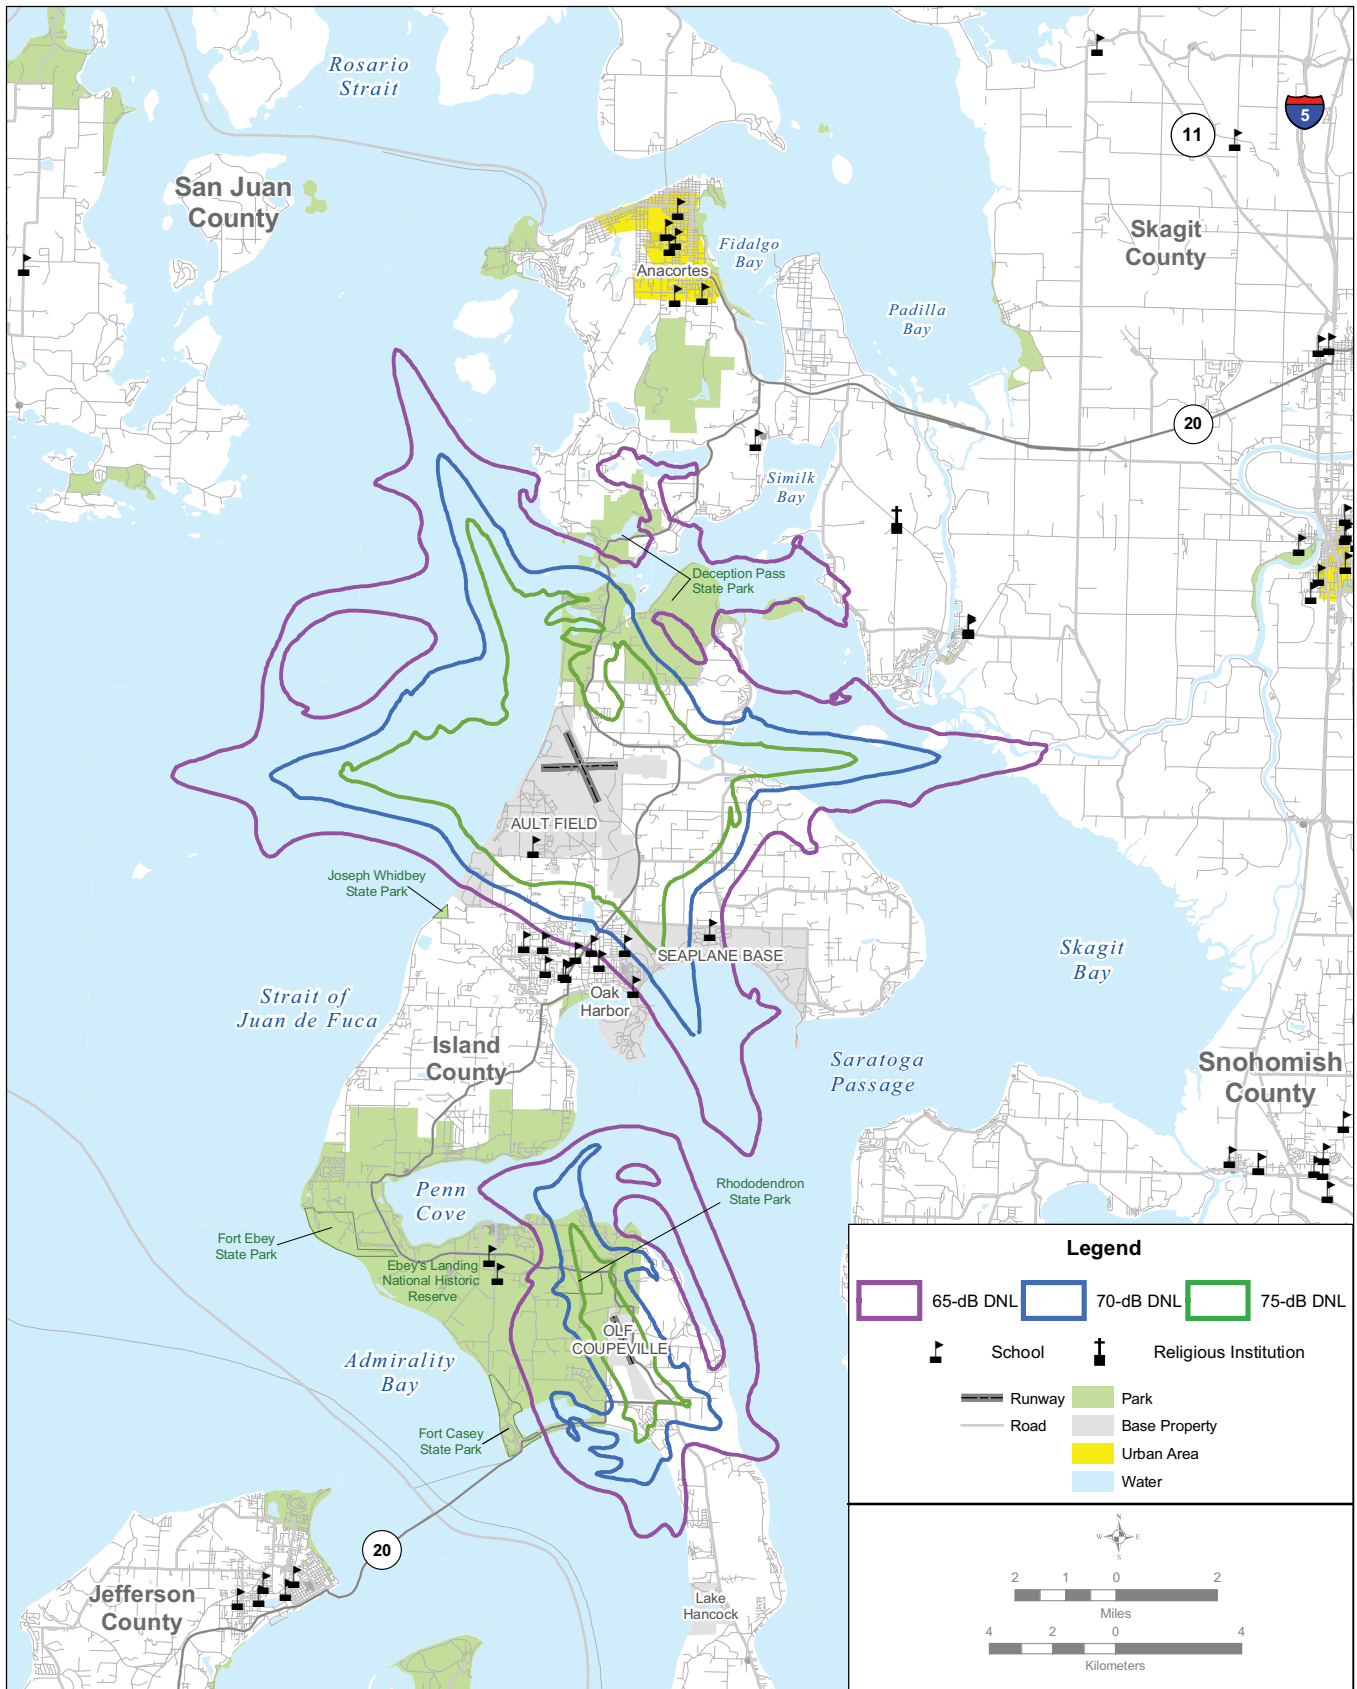 Rosario
Strait
5
11
San Juan
County
Skagit
County
Fidalgo
Bay
Anacortes
Padilla
Bay
20
Similk
Bay
Deception Pass
State Park
AULT FIELD
Joseph Whidbey
State Park
SEAPLANE BASE
Skagit
Bay
Oak
Harbor
Strait of
Juan de Fuca
Island
County
Saratoga
Passage
Snohomish
County
Penn
Cove
Rhododendron
State Park
Fort Ebey
State Park
Ebey's Landing
National Historic
Reserve
OLF
COUPEVILLE
Admirality
Bay
Fort Casey
State Park
20
Jefferson
County
Lake
Hancock
Legend
65-dB DNL
70-dB DNL
75-dB DNL
School
Religious Institution
Runway
Park
Road
Base Property
Urban Area
Water
N
W
E
S
2 1 0 2
Miles
4 2 0 4
Kilometers